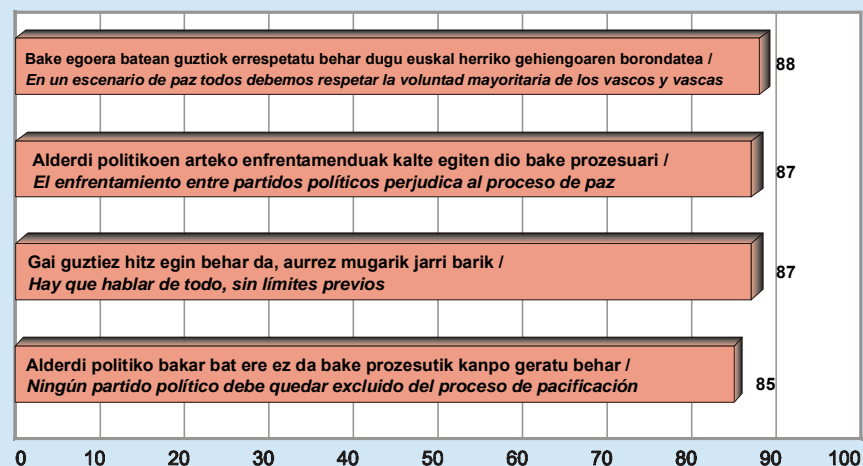 Bake egoera batean guztiok errespetatu behar dugu euskal herriko gehiengoaren borondatea /
En un escenario de paz todos debemos respetar la voluntad mayoritaria de los vascos y vascas
88
Alderdi politikoen arteko enfrentamenduak kalte egiten dio bake prozesuari /
El enfrentamiento entre partidos políticos perjudica al proceso de paz
87
Gai guztiez hitz egin behar da, aurrez mugarik jarri barik /
Hay que hablar de todo, sin límites previos
87
Alderdi politiko bakar bat ere ez da bake prozesutik kanpo geratu behar /
Ningún partido político debe quedar excluido del proceso de pacificación
85
0 10 20 30 40 50 60 70 80 90 100